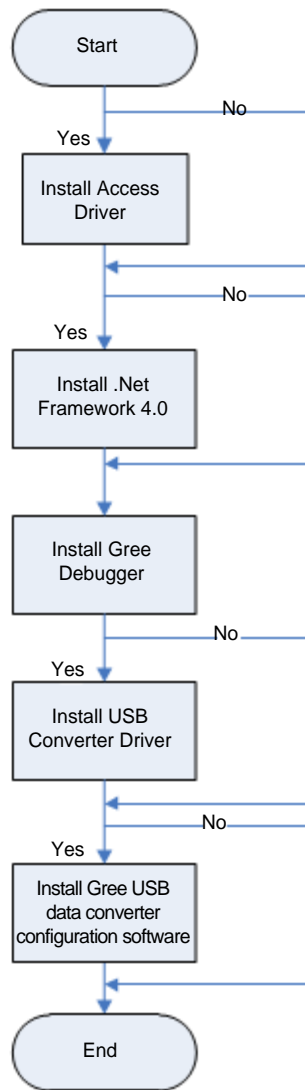 Start
No
Yes
Install Access
Driver
No
Yes
Install .Net
Framework 4.0
Install Gree
Debugger
No
Yes
Install USB
Converter Driver
No
Yes
Install Gree USB
data converter
configuration software
End